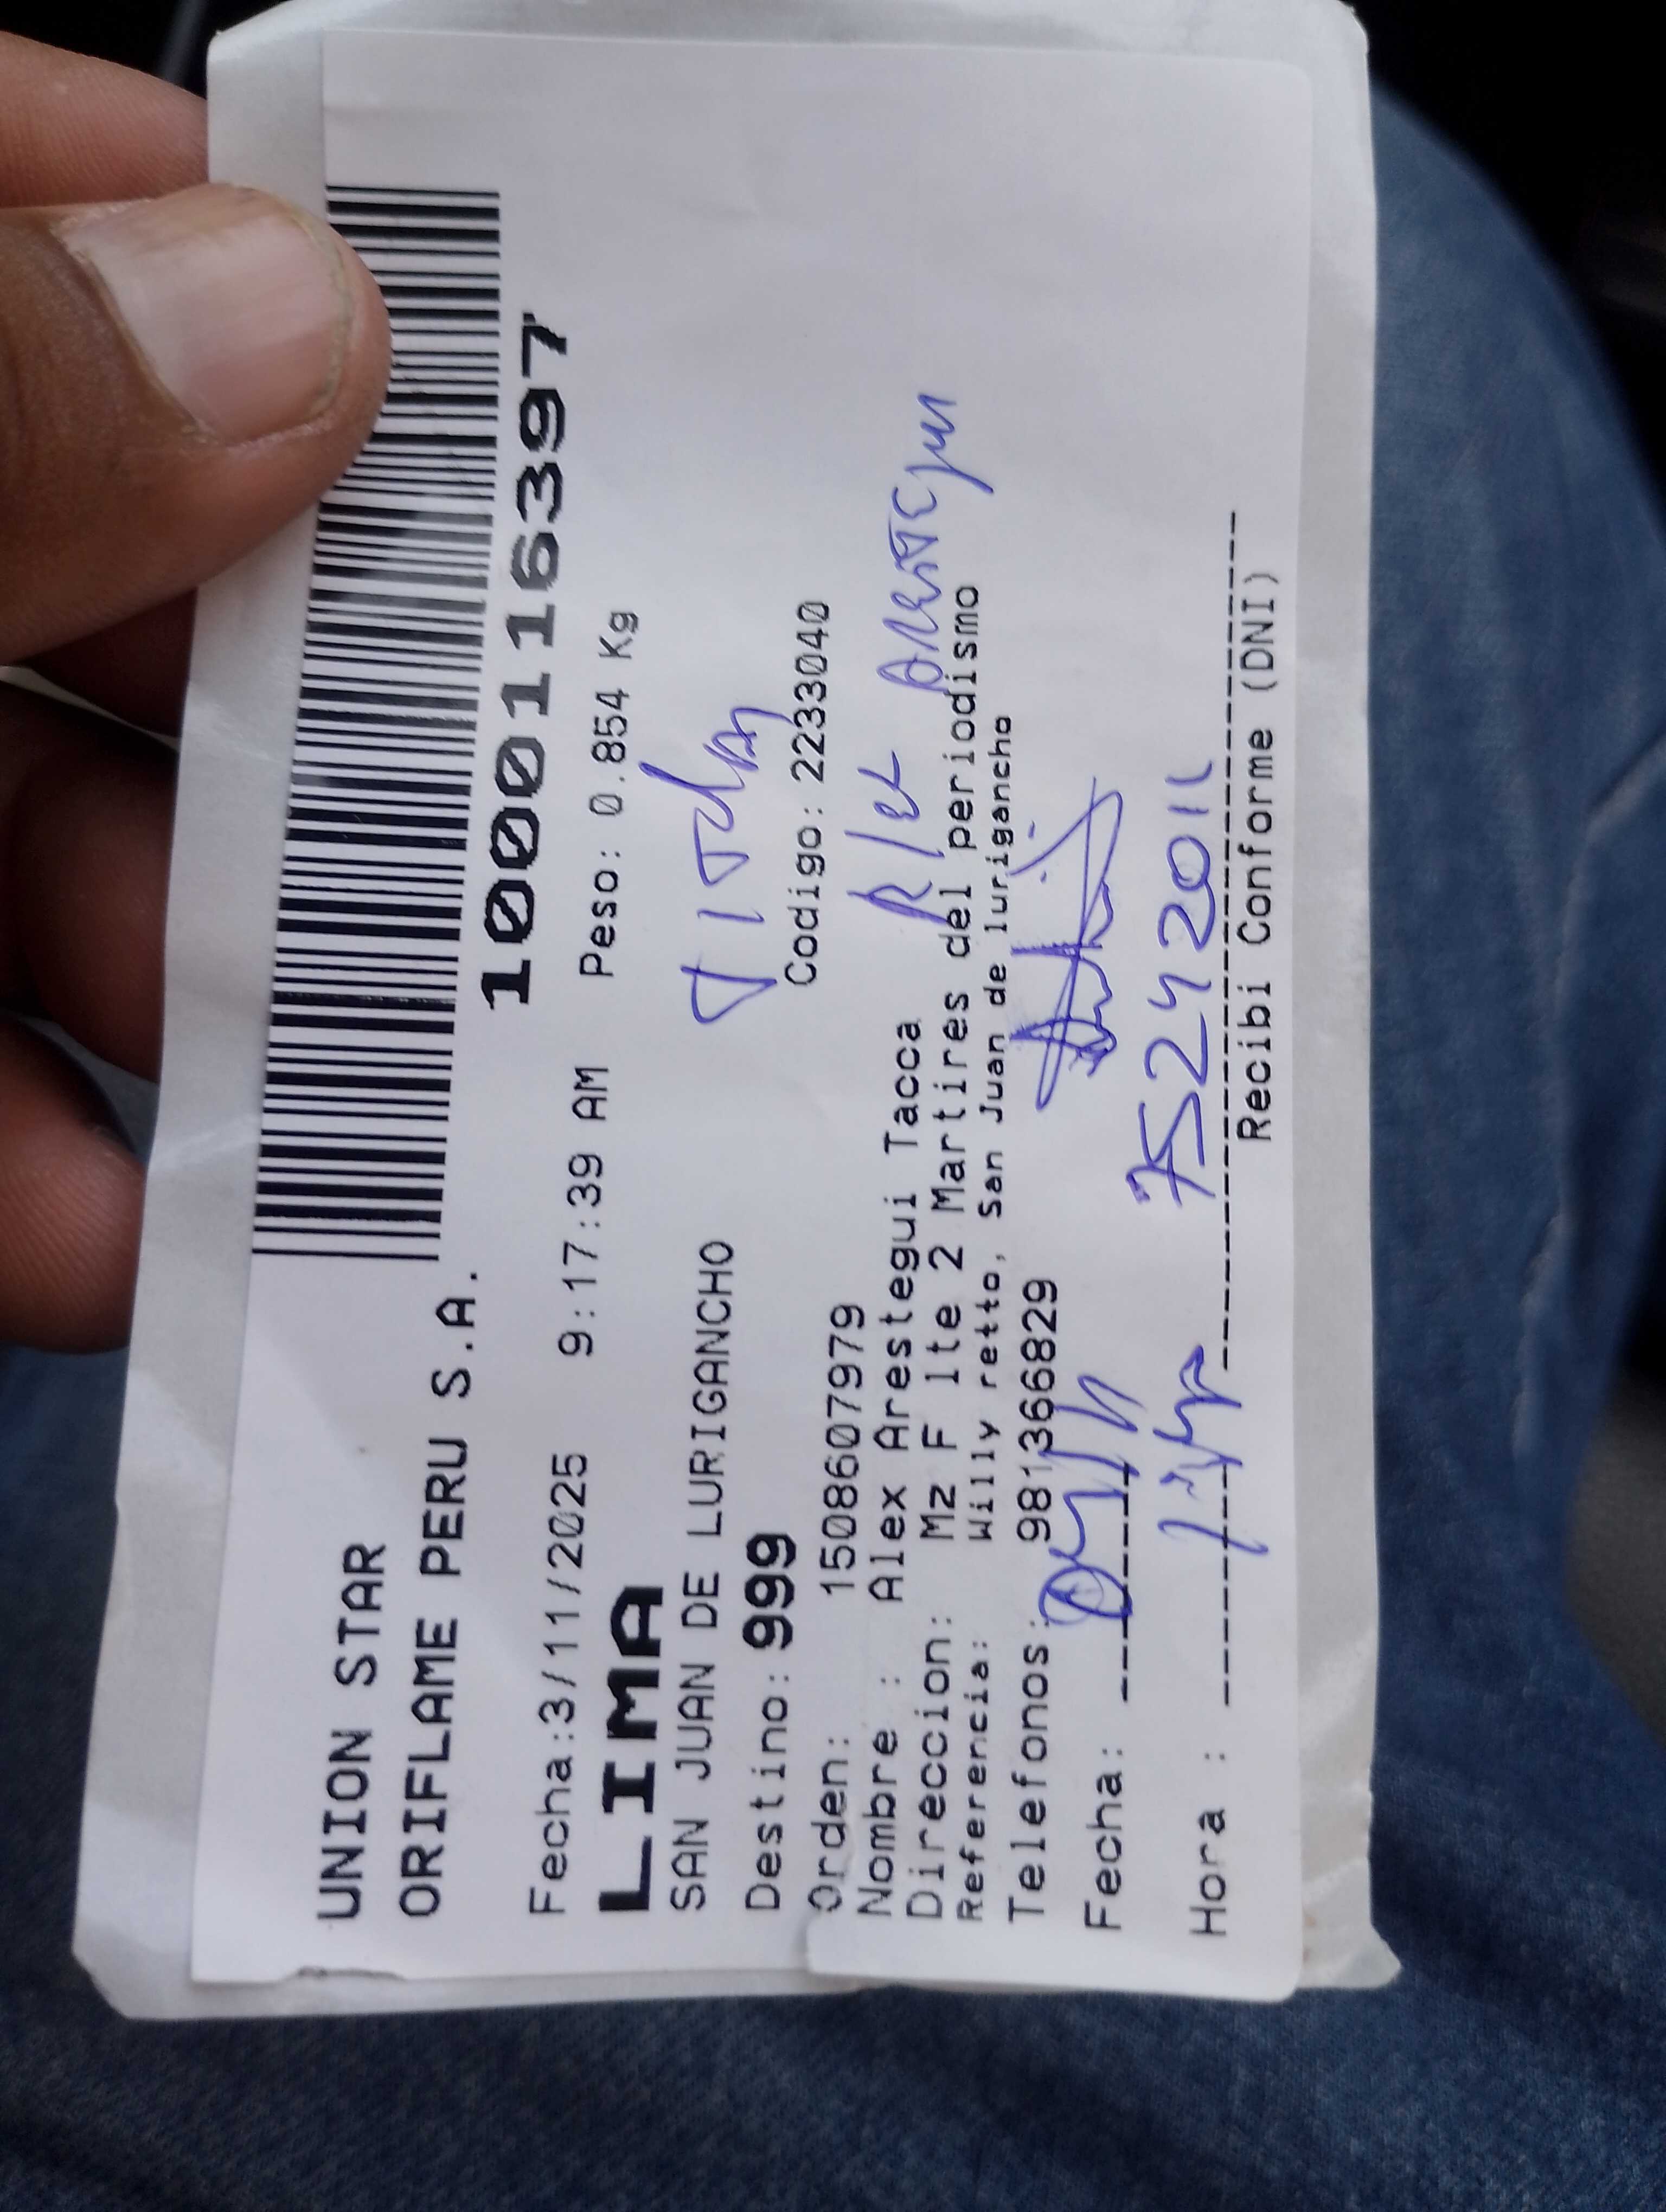 UNION STAR
ORIFLAME PERU S.A.
1000116397
Fecha:3/11/2025 9:17:39 AM Peso: 0.854 Kg
LIMA
SAN JUAN DE LURIGANCHO
Destino: 999
Codigo: 2233040
Orden: 1508607979
Nombre : Alex Arestegui Tacca
Direccion: Mz F lte 2 Martires del periodismo
Referencia: Willy retto, San Juan de lurigancho
Telefonos: 981366829
Fecha:
Hora :
75242011
Recibi Conforme (DNI)